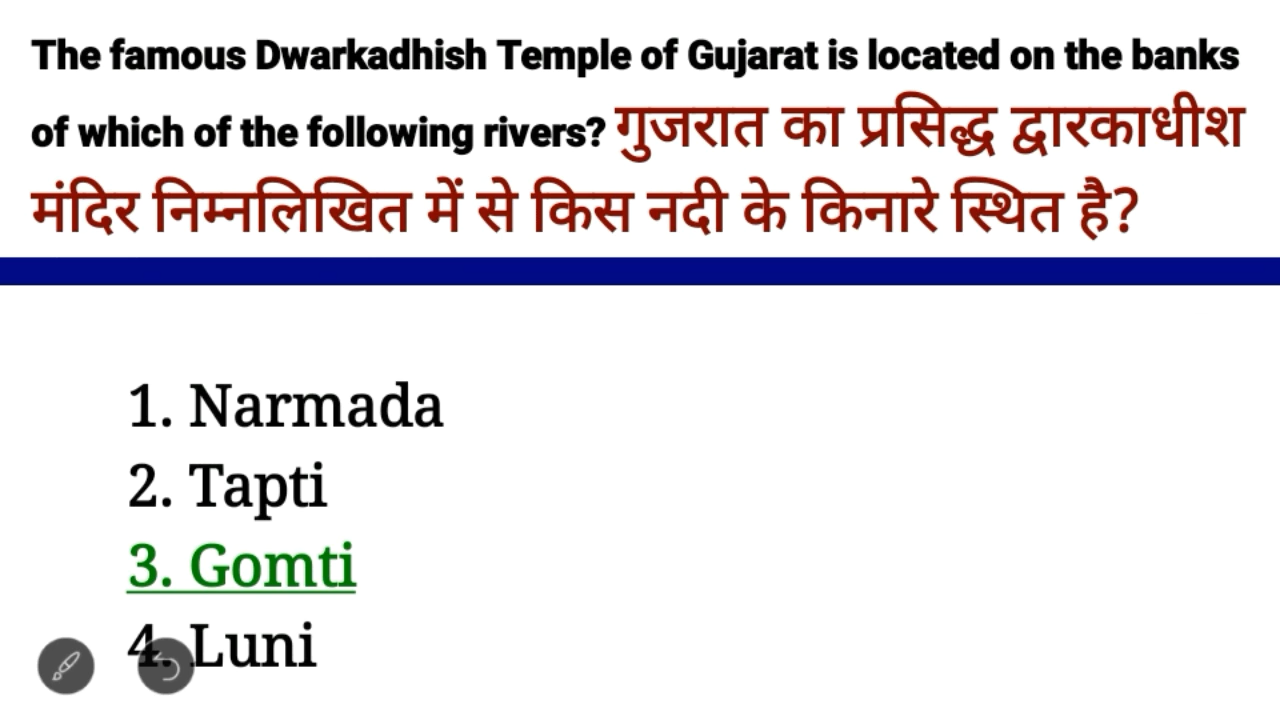 The famous Dwarkadhish Temple of Gujarat is located on the banks
of which of the following rivers? गुजरात का प्रसिद्ध द्वारकाधीश
मंदिर निम्नलिखित में से किस नदी के किनारे स्थित है?
1. Narmada
2. Tapti
3. Gomti
4. Luni